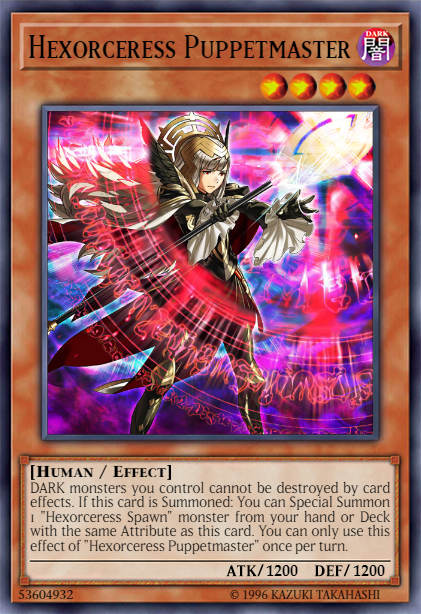 Hexorceress Puppetmaster
DARK
闇
[Human / Effect]
DARK monsters you control cannot be destroyed by card
effects. If this card is Summoned: You can Special Summon
1 "Hexorceress Spawn" monster from your hand or Deck
with the same Attribute as this card. You can only use this
effect of "Hexorceress Puppetmaster" once per turn.
ATK/1200 DEF/1200
53604932
© 1996 KAZUKI TAKAHASHI